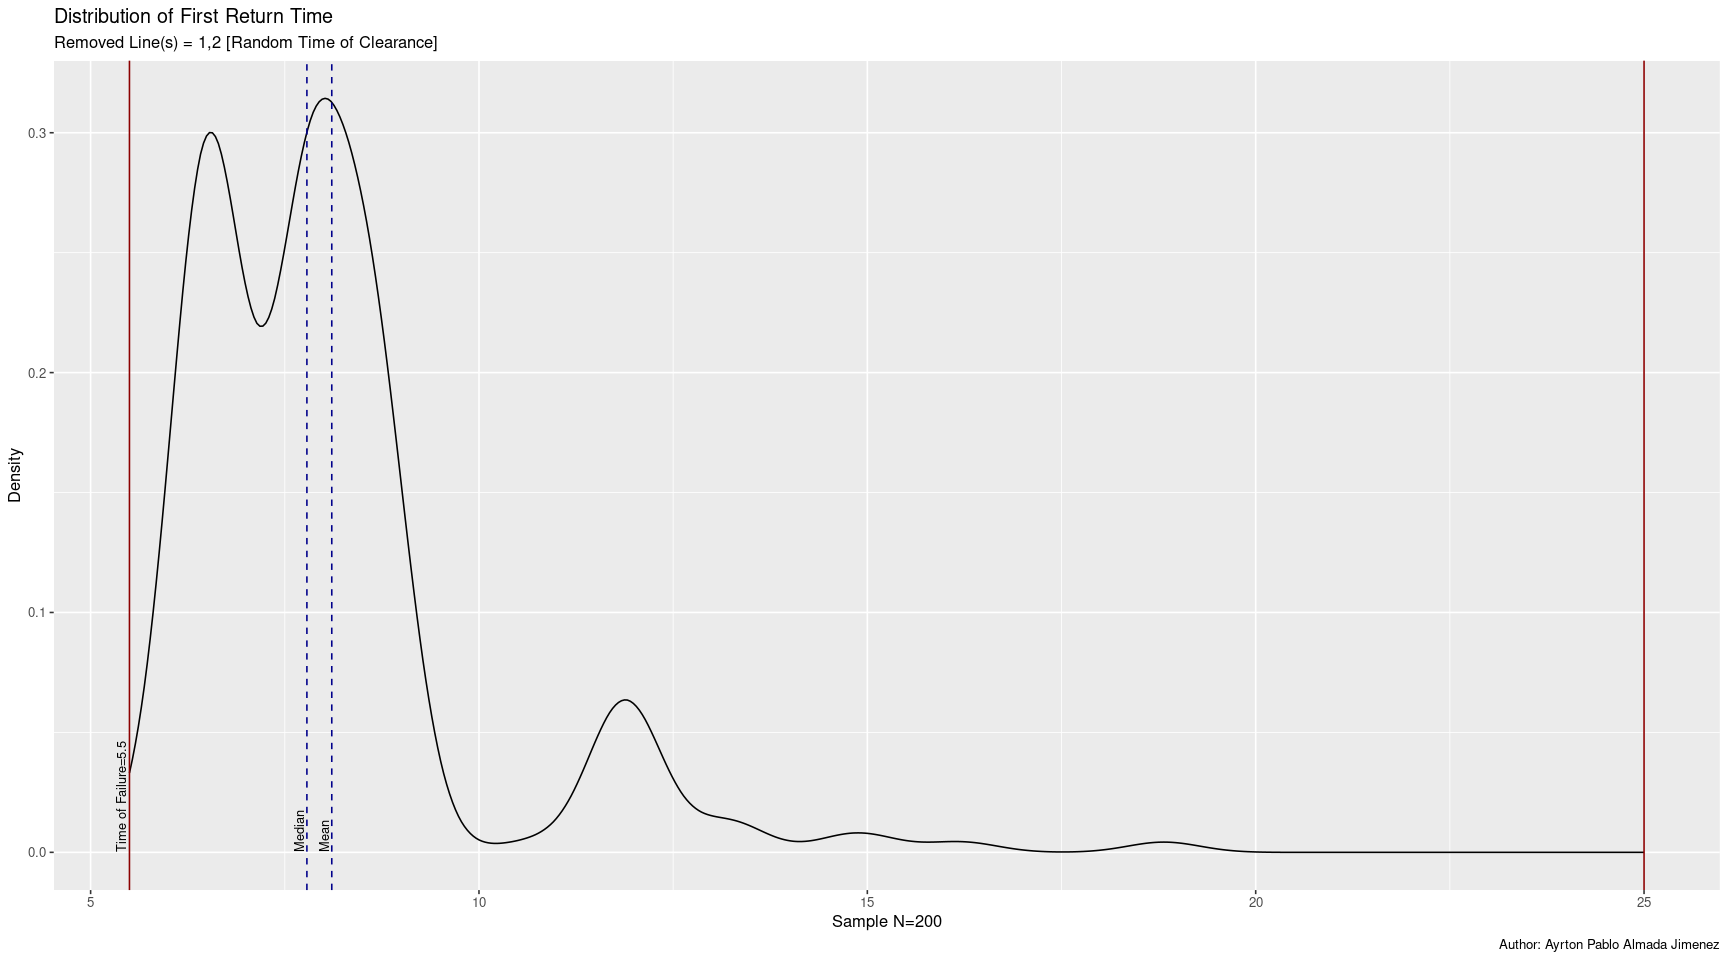 Distribution of First Return Time
Removed Line(s) = 1,2 [Random Time of Clearance]
Density
0.3
0.2
0.1
0.0
Time of Failure=5.5
Median
Mean
5
10
15
20
25
Sample N=200
Author: Ayrton Pablo Almada Jimenez